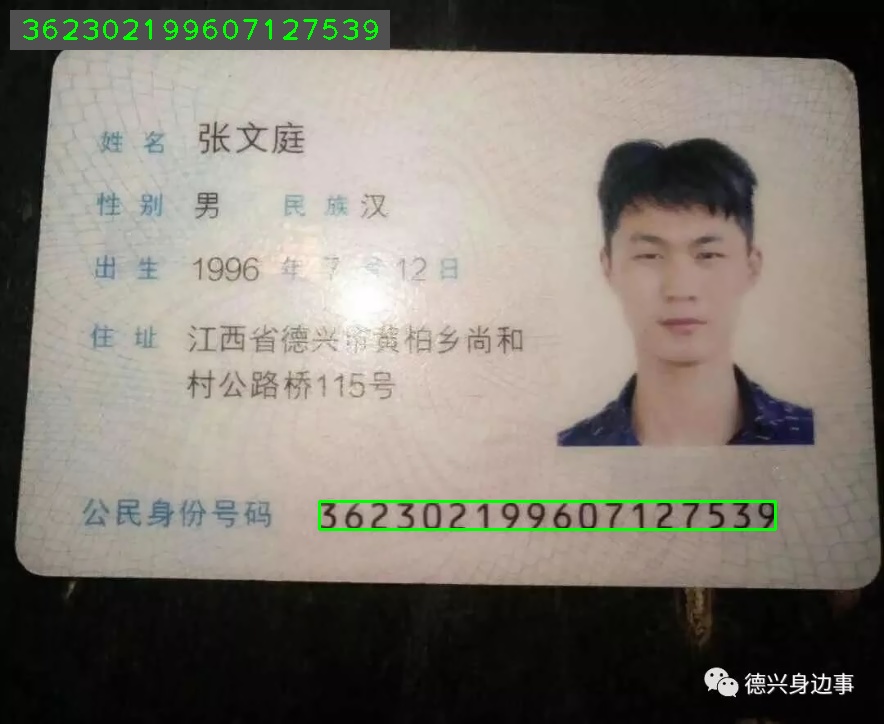 362302199607127539
姓名 张文庭
性别 男 民族 汉
出生 1996 年 7 月 12 日
住址 江西省德兴市黄柏乡尚和
村公路桥115号
公民身份号码 362302199607127539
德兴身边事